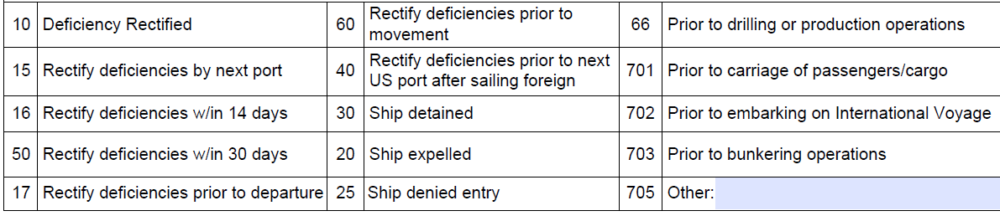 10 Deficiency Rectified 60 Rectify deficiencies prior to movement 66 Prior to drilling or production operations
15 Rectify deficiencies by next port 40 Rectify deficiencies prior to next US port after sailing foreign 701 Prior to carriage of passengers/cargo
16 Rectify deficiencies w/in 14 days 30 Ship detained 702 Prior to embarking on International Voyage
50 Rectify deficiencies w/in 30 days 20 Ship expelled 703 Prior to bunkering operations
17 Rectify deficiencies prior to departure 25 Ship denied entry 705 Other: